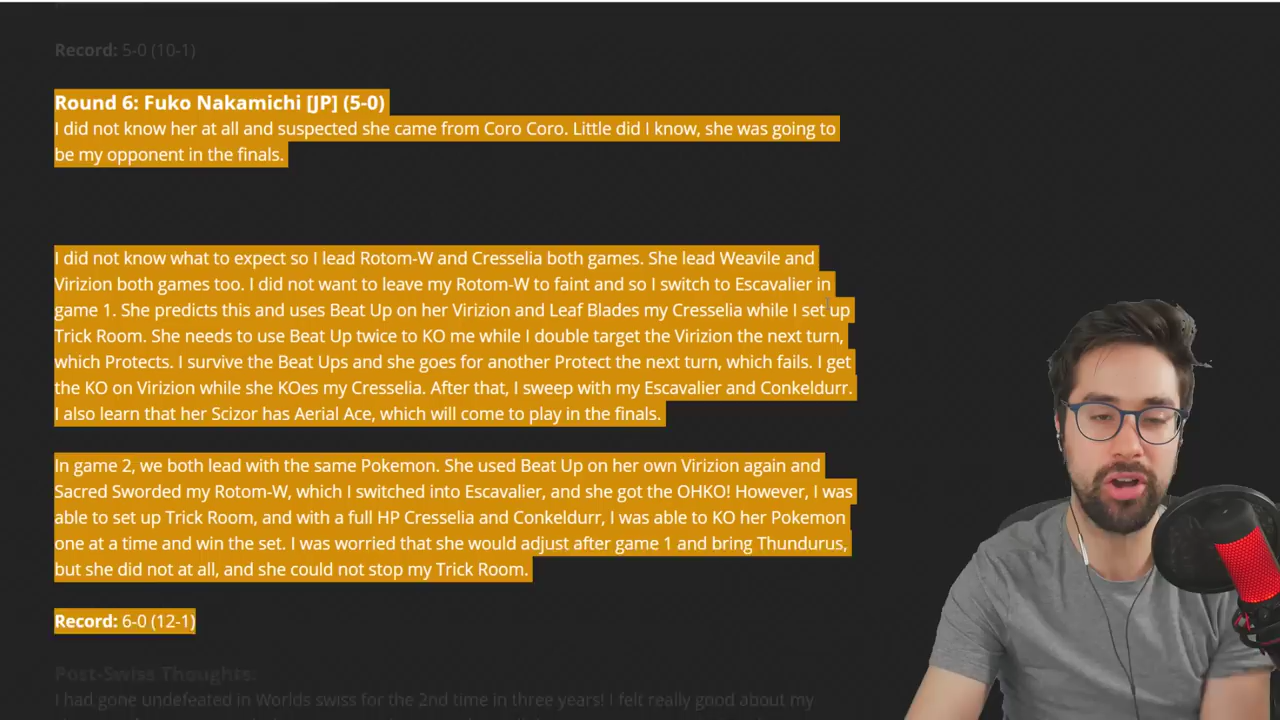 Record: 5-0 (10-1)
Round 6: Fuko Nakamichi [JP] (5-0)
I did not know her at all and suspected she came from Coro Coro. Little did I know, she was going to
be my opponent in the finals.
I did not know what to expect so I lead Rotom-W and Cresselia both games. She lead Weavile and
Virizion both games too. I did not want to leave my Rotom-W to faint and so I switch to Escavalier in
game 1. She predicts this and uses Beat Up on her Virizion and Leaf Blades my Cresselia while I set up
Trick Room. She needs to use Beat Up twice to KO me while I double target the Virizion the next turn,
which Protects. I survive the Beat Ups and she goes for another Protect the next turn, which fails. I get
the KO on Virizion while she KOes my Cresselia. After that, I sweep with my Escavalier and Conkeldurr.
I also learn that her Scizor has Aerial Ace, which will come to play in the finals.
In game 2, we both lead with the same Pokemon. She used Beat Up on her own Virizion again and
Sacred Sworded my Rotom-W, which I switched into Escavalier, and she got the OHKO! However, I was
able to set up Trick Room, and with a full HP Cresselia and Conkeldurr, I was able to KO her Pokemon
one at a time and win the set. I was worried that she would adjust after game 1 and bring Thundurus,
but she did not at all, and she could not stop my Trick Room.
Record: 6-0 (12-1)
Post-Swiss Thoughts:
I had gone undefeated in Worlds swiss for the 2nd time in three years! I felt really good about my